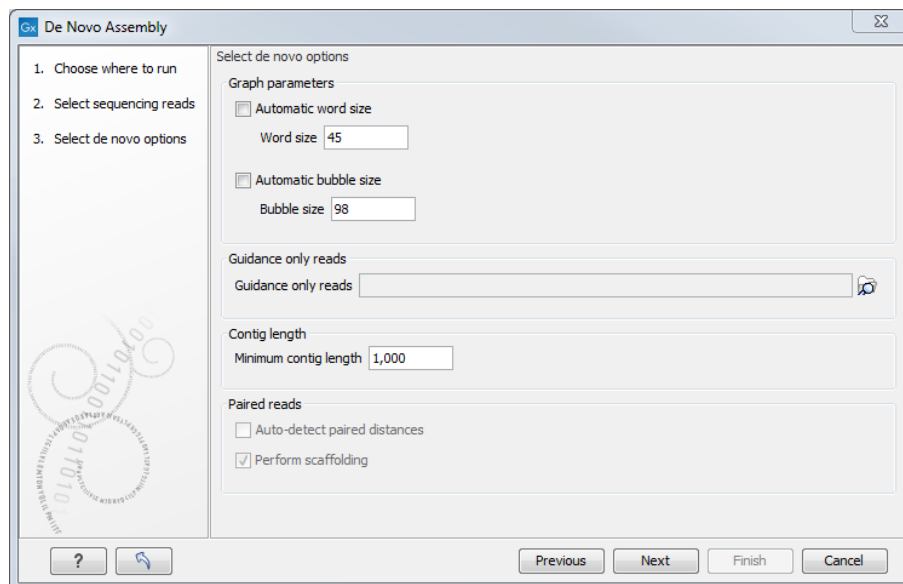 Gx De Novo Assembly
1. Choose where to run
2. Select sequencing reads
3. Select de novo options
Select de novo options
Graph parameters
Automatic word size
Word size 45
Automatic bubble size
Bubble size 98
Guidance only reads
Guidance only reads
Contig length
Minimum contig length 1,000
Paired reads
Auto-detect paired distances
Perform scaffolding
? Previous Next Finish Cancel